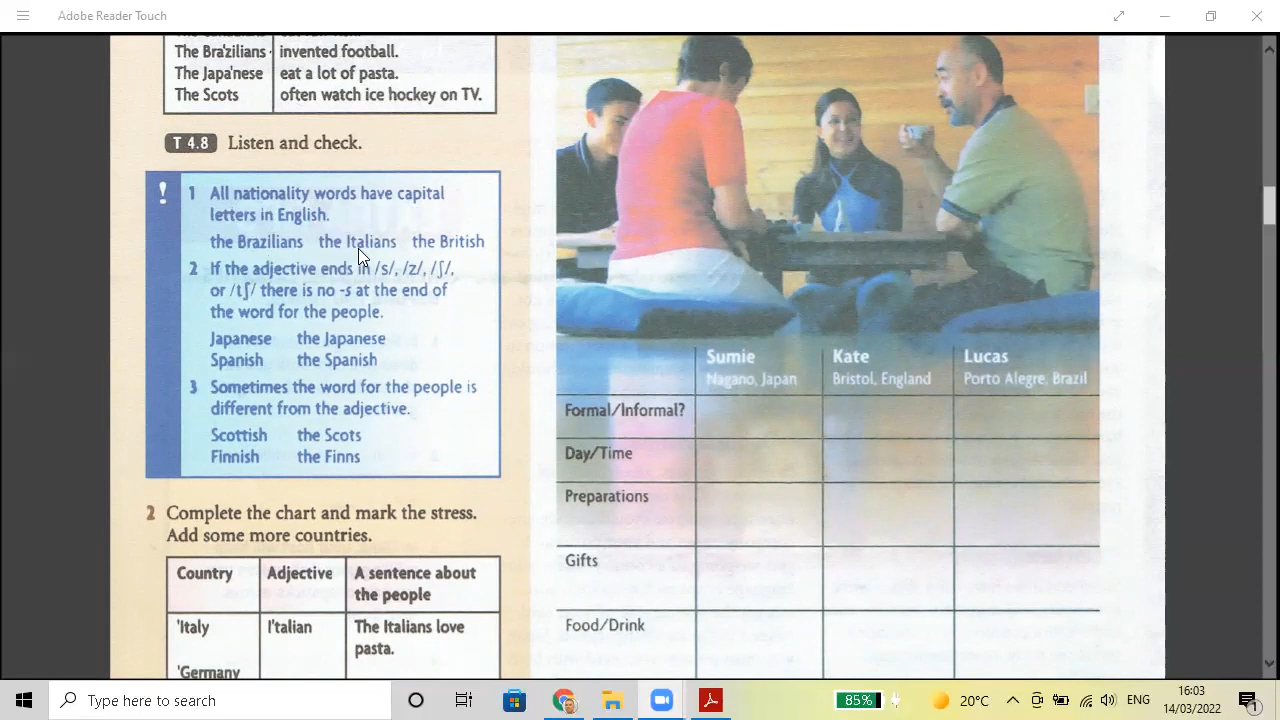 Adobe Reader Touch
The Bra'zilians
invented football.
The Japa'nese
eat a lot of pasta.
The Scots
often watch ice hockey on TV.
T 4.8 Listen and check.
!
1 All nationality words have capital
letters in English.
the Brazilians the Italians the British
2 If the adjective ends in /s/, /z/, /ʃ/,
or /tʃ/ there is no -s at the end of
the word for the people.
Japanese the Japanese
Spanish the Spanish
3 Sometimes the word for the people is
different from the adjective.
Scottish the Scots
Finnish the Finns
2 Complete the chart and mark the stress.
Add some more countries.
Country Adjective A sentence about
the people
'Italy I'talian The Italians love
pasta.
'Germany
Sumie Kate Lucas
Nagano, Japan Bristol, England Porto Alegre, Brazil
Formal/Informal?
Day/Time
Preparations
Gifts
Food/Drink
Type here to search
85%
20°C
ENG
16:03
14/03/2022
1